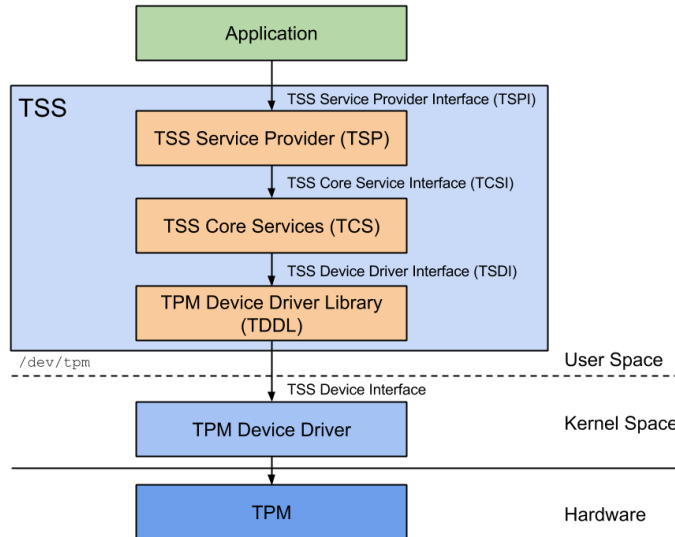 Application
TSS
TSS Service Provider Interface (TSPI)
TSS Service Provider (TSP)
TSS Core Service Interface (TCSI)
TSS Core Services (TCS)
TSS Device Driver Interface (TSDI)
TPM Device Driver Library
(TDDL)
/dev/tpm
User Space
TSS Device Interface
TPM Device Driver
Kernel Space
TPM
Hardware